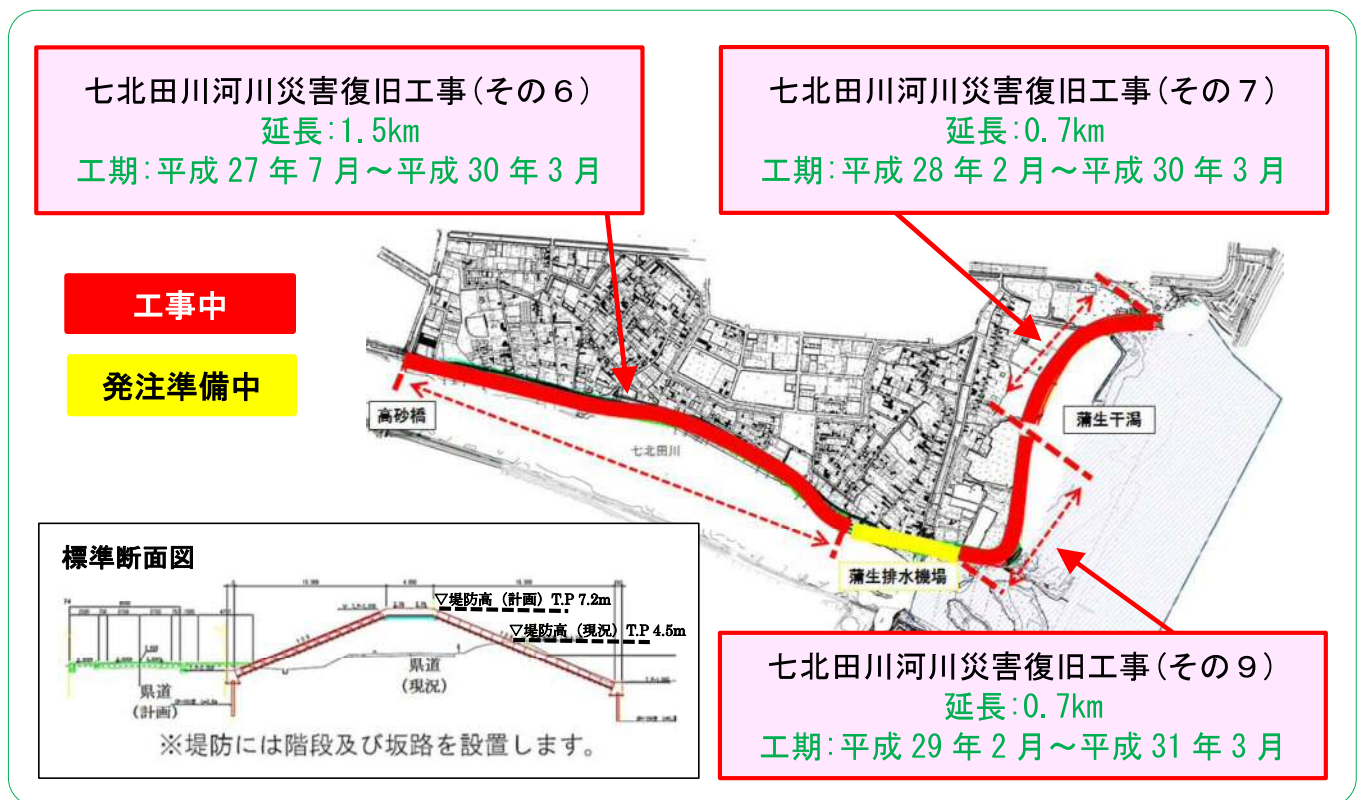 七北田川河川災害復旧工事(その6)
延長:1.5km
工期:平成27年7月～平成30年3月
七北田川河川災害復旧工事(その7)
延長:0.7km
工期:平成28年2月～平成30年3月
工事中
発注準備中
高砂橋
七北田川
蒲生干潟
蒲生排水機場
標準断面図
▽堤防高(計画)T.P 7.2m
▽堤防高(現況)T.P 4.5m
県道
(現況)
県道
(計画)
※堤防には階段及び坂路を設置します。
七北田川河川災害復旧工事(その9)
延長:0.7km
工期:平成29年2月～平成31年3月